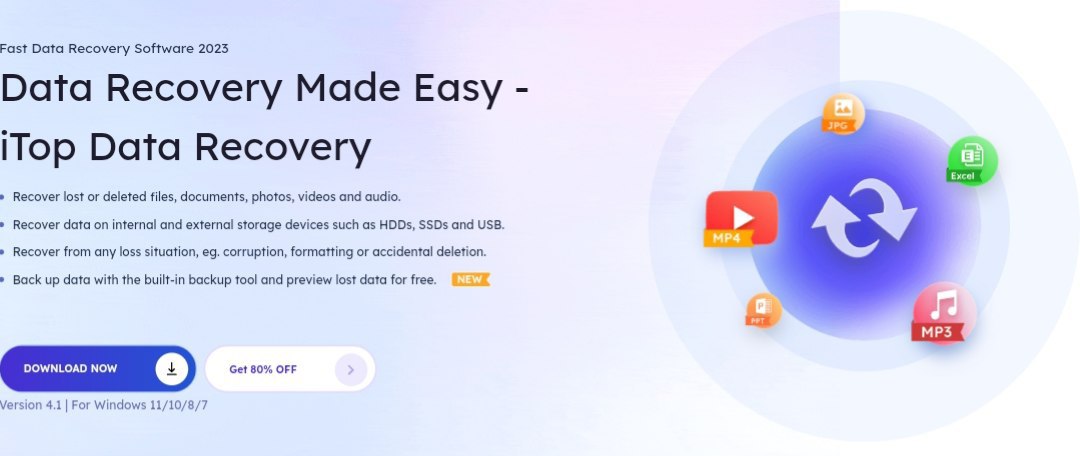 Fast Data Recovery Software 2023
Data Recovery Made Easy -
iTop Data Recovery
Recover lost or deleted files, documents, photos, videos and audio.
Recover data on internal and external storage devices such as HDDs, SSDs and USB.
Recover from any loss situation, eg. corruption, formatting or accidental deletion.
Back up data with the built-in backup tool and preview lost data for free. NEW
DOWNLOAD NOW
Get 80% OFF
Version 4.1 | For Windows 11/10/8/7
JPG
Excel
MP4
PPT
MP3